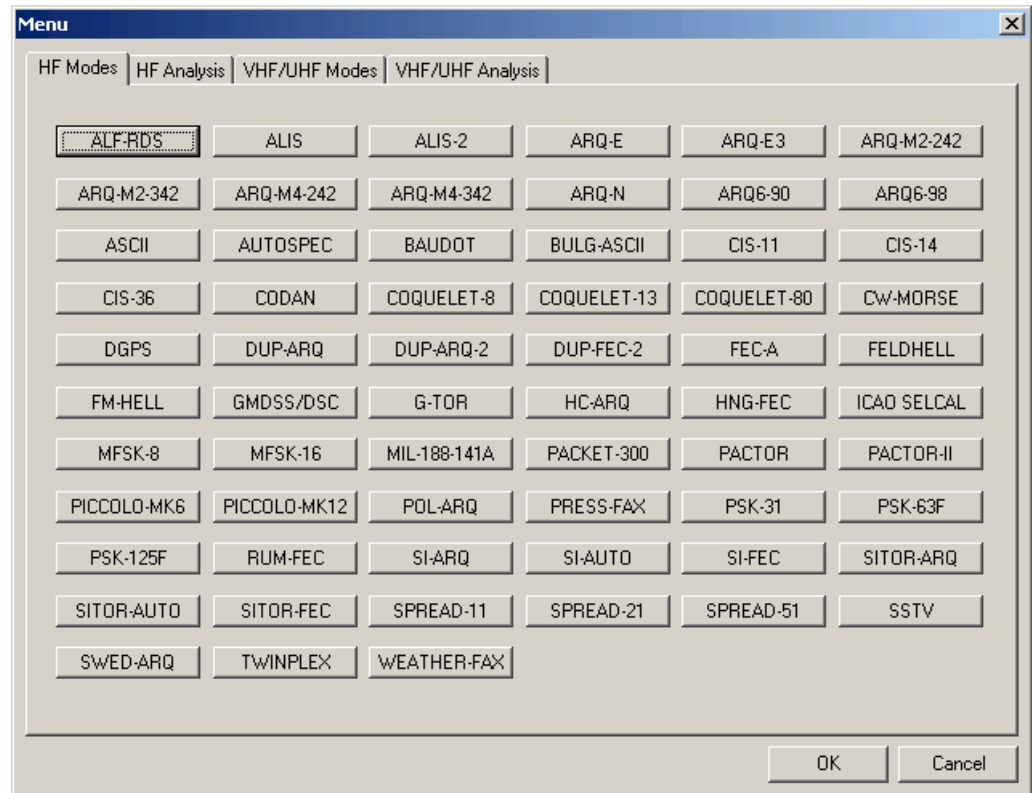 Menu
HF Modes HF Analysis VHF/UHF Modes VHF/UHF Analysis
ALF-RDS ALIS ALIS-2 ARQ-E ARQ-E3 ARQ-M2-242
ARQ-M2-342 ARQ-M4-242 ARQ-M4-342 ARQ-N ARQ6-90 ARQ6-98
ASCII AUTOSPEC BAUDOT BULG-ASCII CIS-11 CIS-14
CIS-36 CODAN COQUELET-8 COQUELET-13 COQUELET-80 CW-MORSE
DGPS DUP-ARQ DUP-ARQ-2 DUP-FEC-2 FEC-A FELDHELL
FM-HELL GMDSS/DSC G-TOR HC-ARQ HNG-FEC ICAO SELCAL
MFSK-8 MFSK-16 MIL-188-141A PACKET-300 PACTOR PACTOR-II
PICCOLO-MK6 PICCOLO-MK12 POL-ARQ PRESS-FAX PSK-31 PSK-63F
PSK-125F RUM-FEC SI-ARQ SI-AUTO SI-FEC SITOR-ARQ
SITOR-AUTO SITOR-FEC SPREAD-11 SPREAD-21 SPREAD-51 SSTV
SWED-ARQ TWINPLEX WEATHER-FAX
OK Cancel